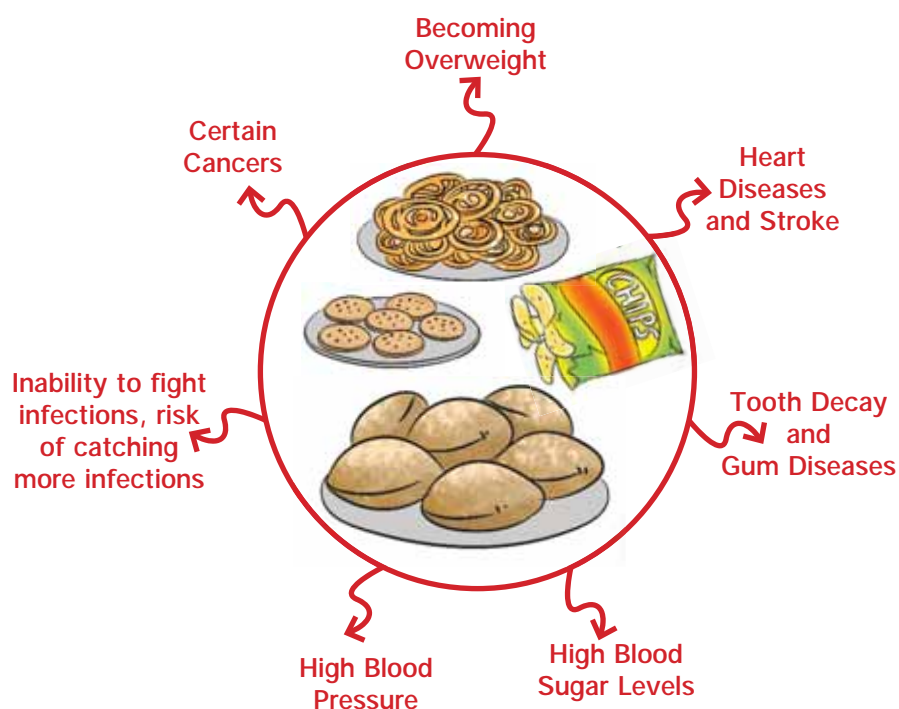 Becoming
Overweight
Certain
Cancers
Heart
Diseases
and Stroke
CHIPS
Inability to fight
infections, risk
of catching
more infections
Tooth Decay
and
Gum Diseases
High Blood
Pressure
High Blood
Sugar Levels